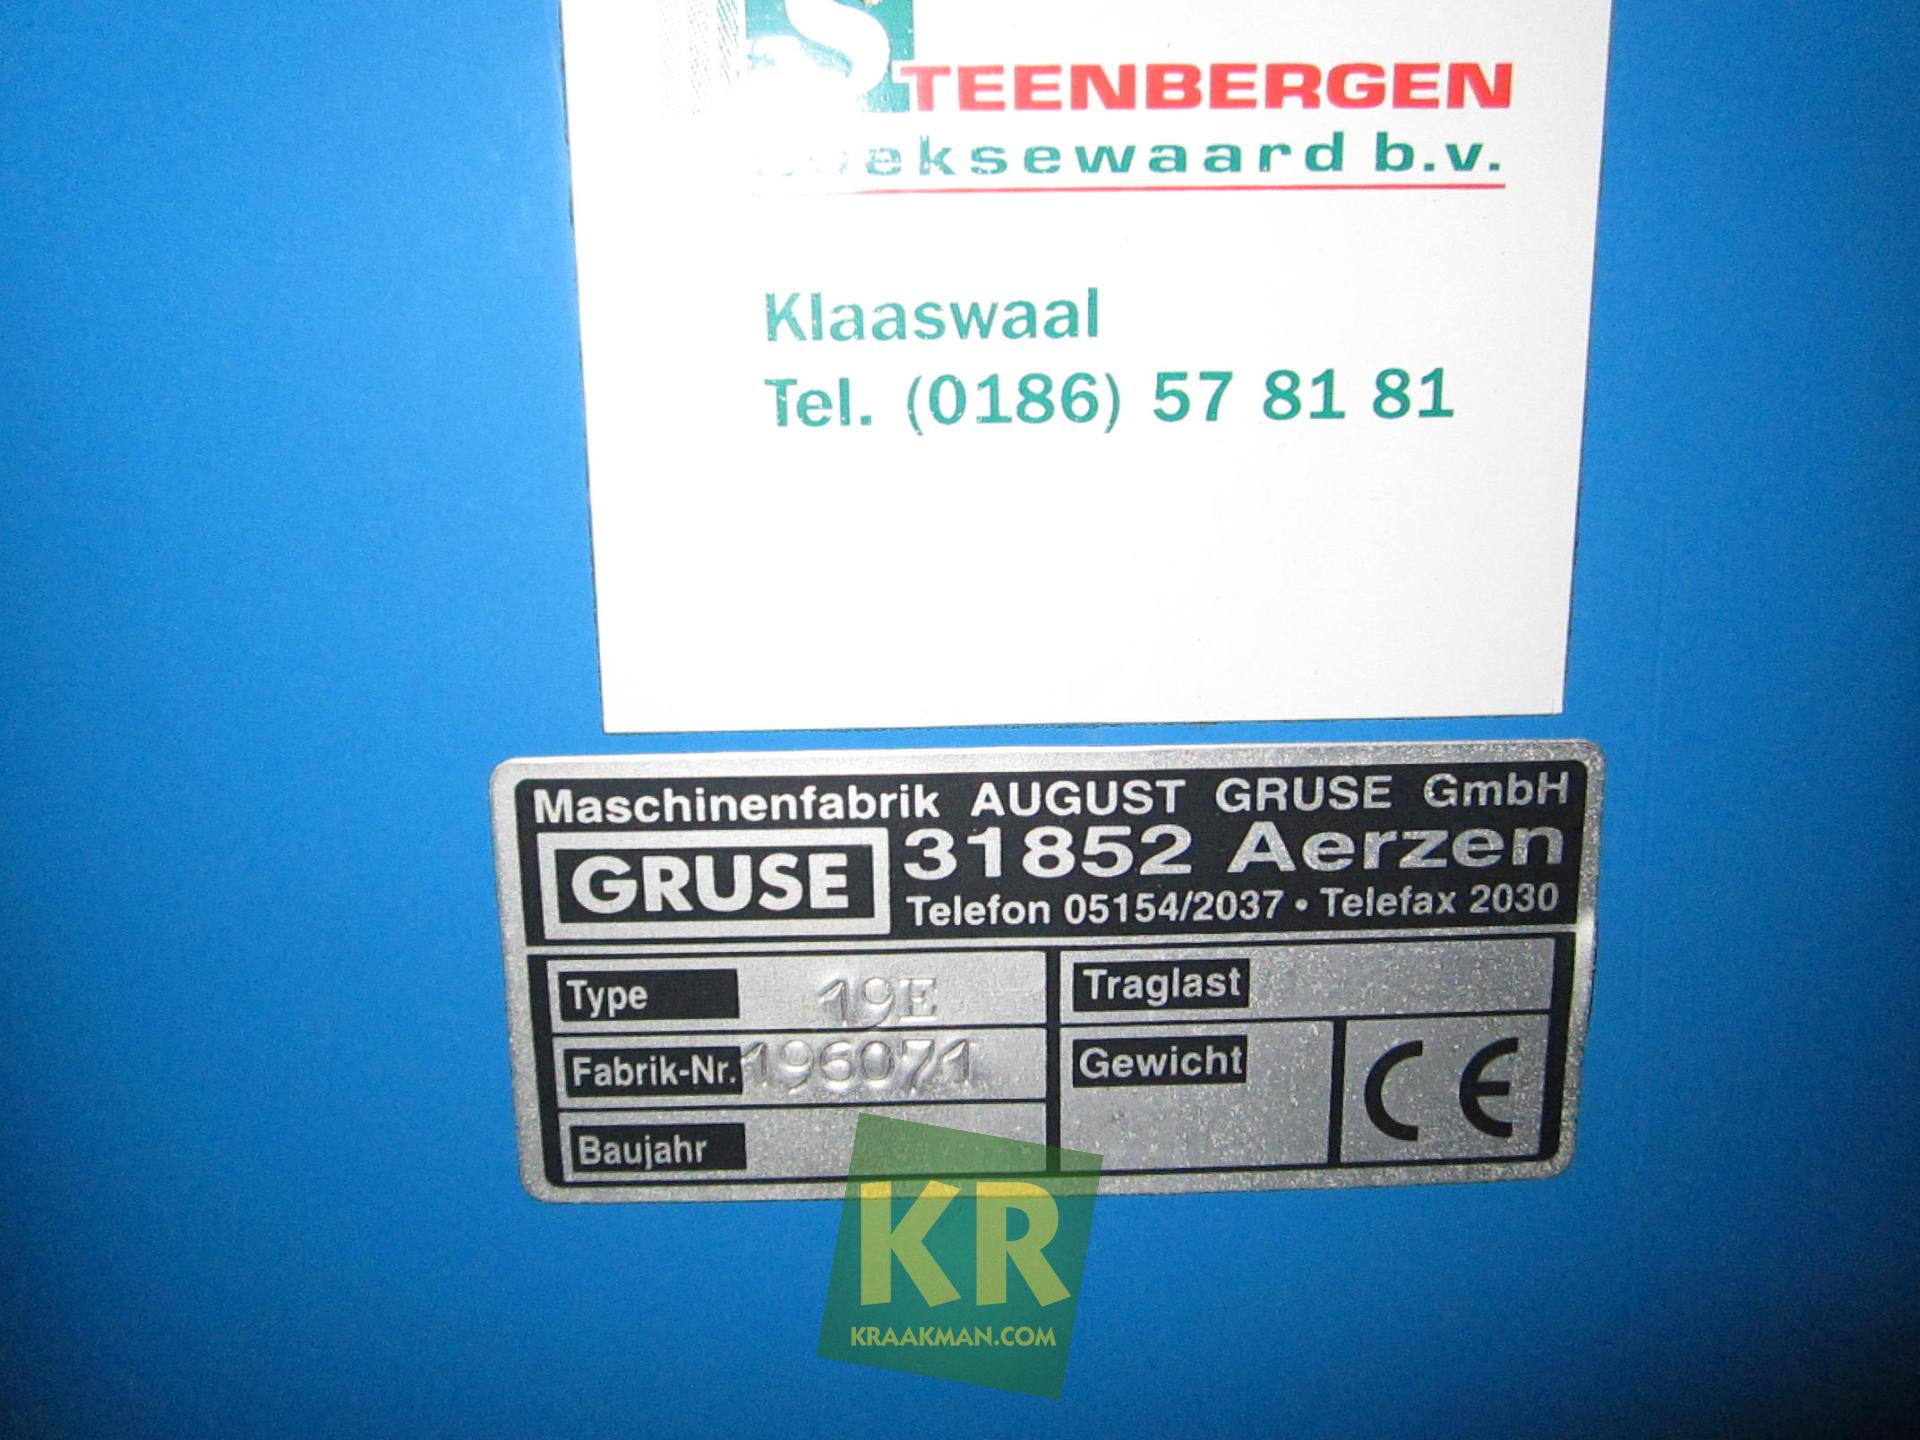 STEENBERGEN
eksewaard b.v.
Klaaswaal
Tel. (0186) 57 81 81
Maschinenfabrik AUGUST GRUSE GmbH
GRUSE
31852 Aerzen
Telefon 05154/2037 • Telefax 2030
Type 19E
Traglast
Fabrik-Nr. 196071
Gewicht
CE
Baujahr
KR
KRAAKMAN.COM